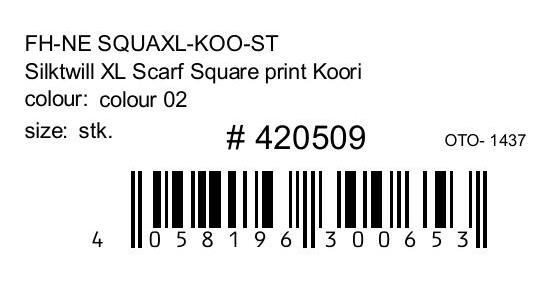 FH-NE SQUAXL-KOO-ST
Silktwill XL Scarf Square print Koori
colour: colour 02
size: stk.
# 420509
OTO- 1437
4 058196 300653